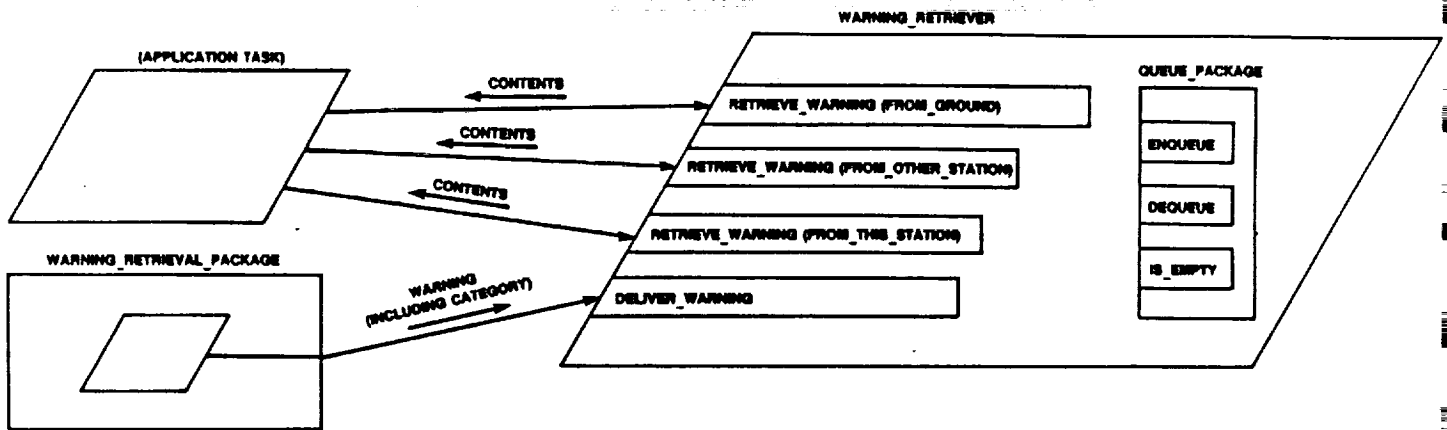 WARNING_RETRIEVER
(APPLICATION TASK)
QUEUE_PACKAGE
CONTENTS
RETRIEVE_WARNING (FROM_GROUND)
CONTENTS
ENQUEUE
RETRIEVE_WARNING (FROM_OTHER_STATION)
CONTENTS
DEQUEUE
RETRIEVE_WARNING (FROM_THIS_STATION)
WARNING_RETRIEVAL_PACKAGE
IS_EMPTY
WARNING
(INCLUDING CATEGORY)
DELIVER_WARNING